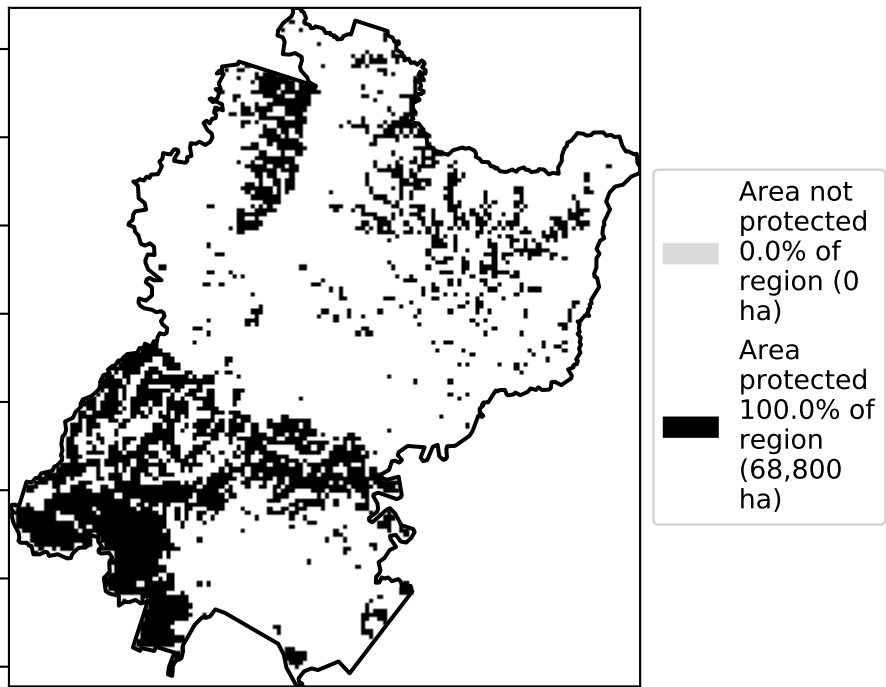 Area not
protected
0.0% of
region (0
ha)
Area
protected
100.0% of
region
(68,800
ha)